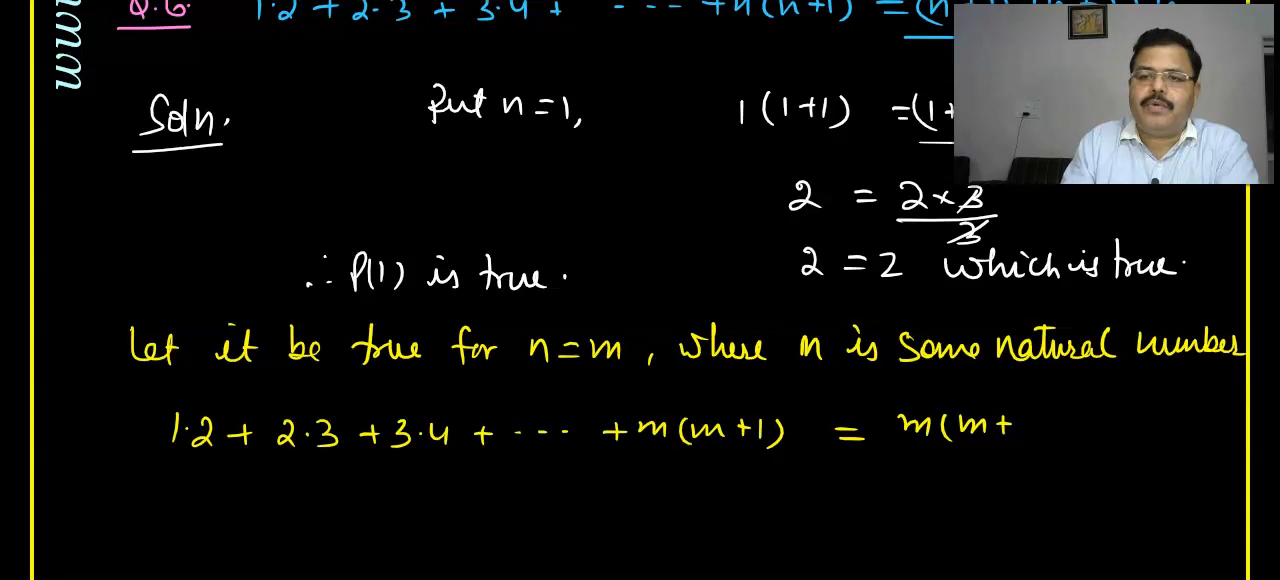 Q.6. 1.2 + 2.3 + 3.4 + ---- + n(n+1) =
Soln. Put n=1, 1(1+1) =(1+
2 = 2×3/3
∴ P(1) is true. 2 = 2 which is true.
Let it be true for n=m, where m is some natural number
1.2 + 2.3 + 3.4 + --- + m(m+1) = m(m+
www